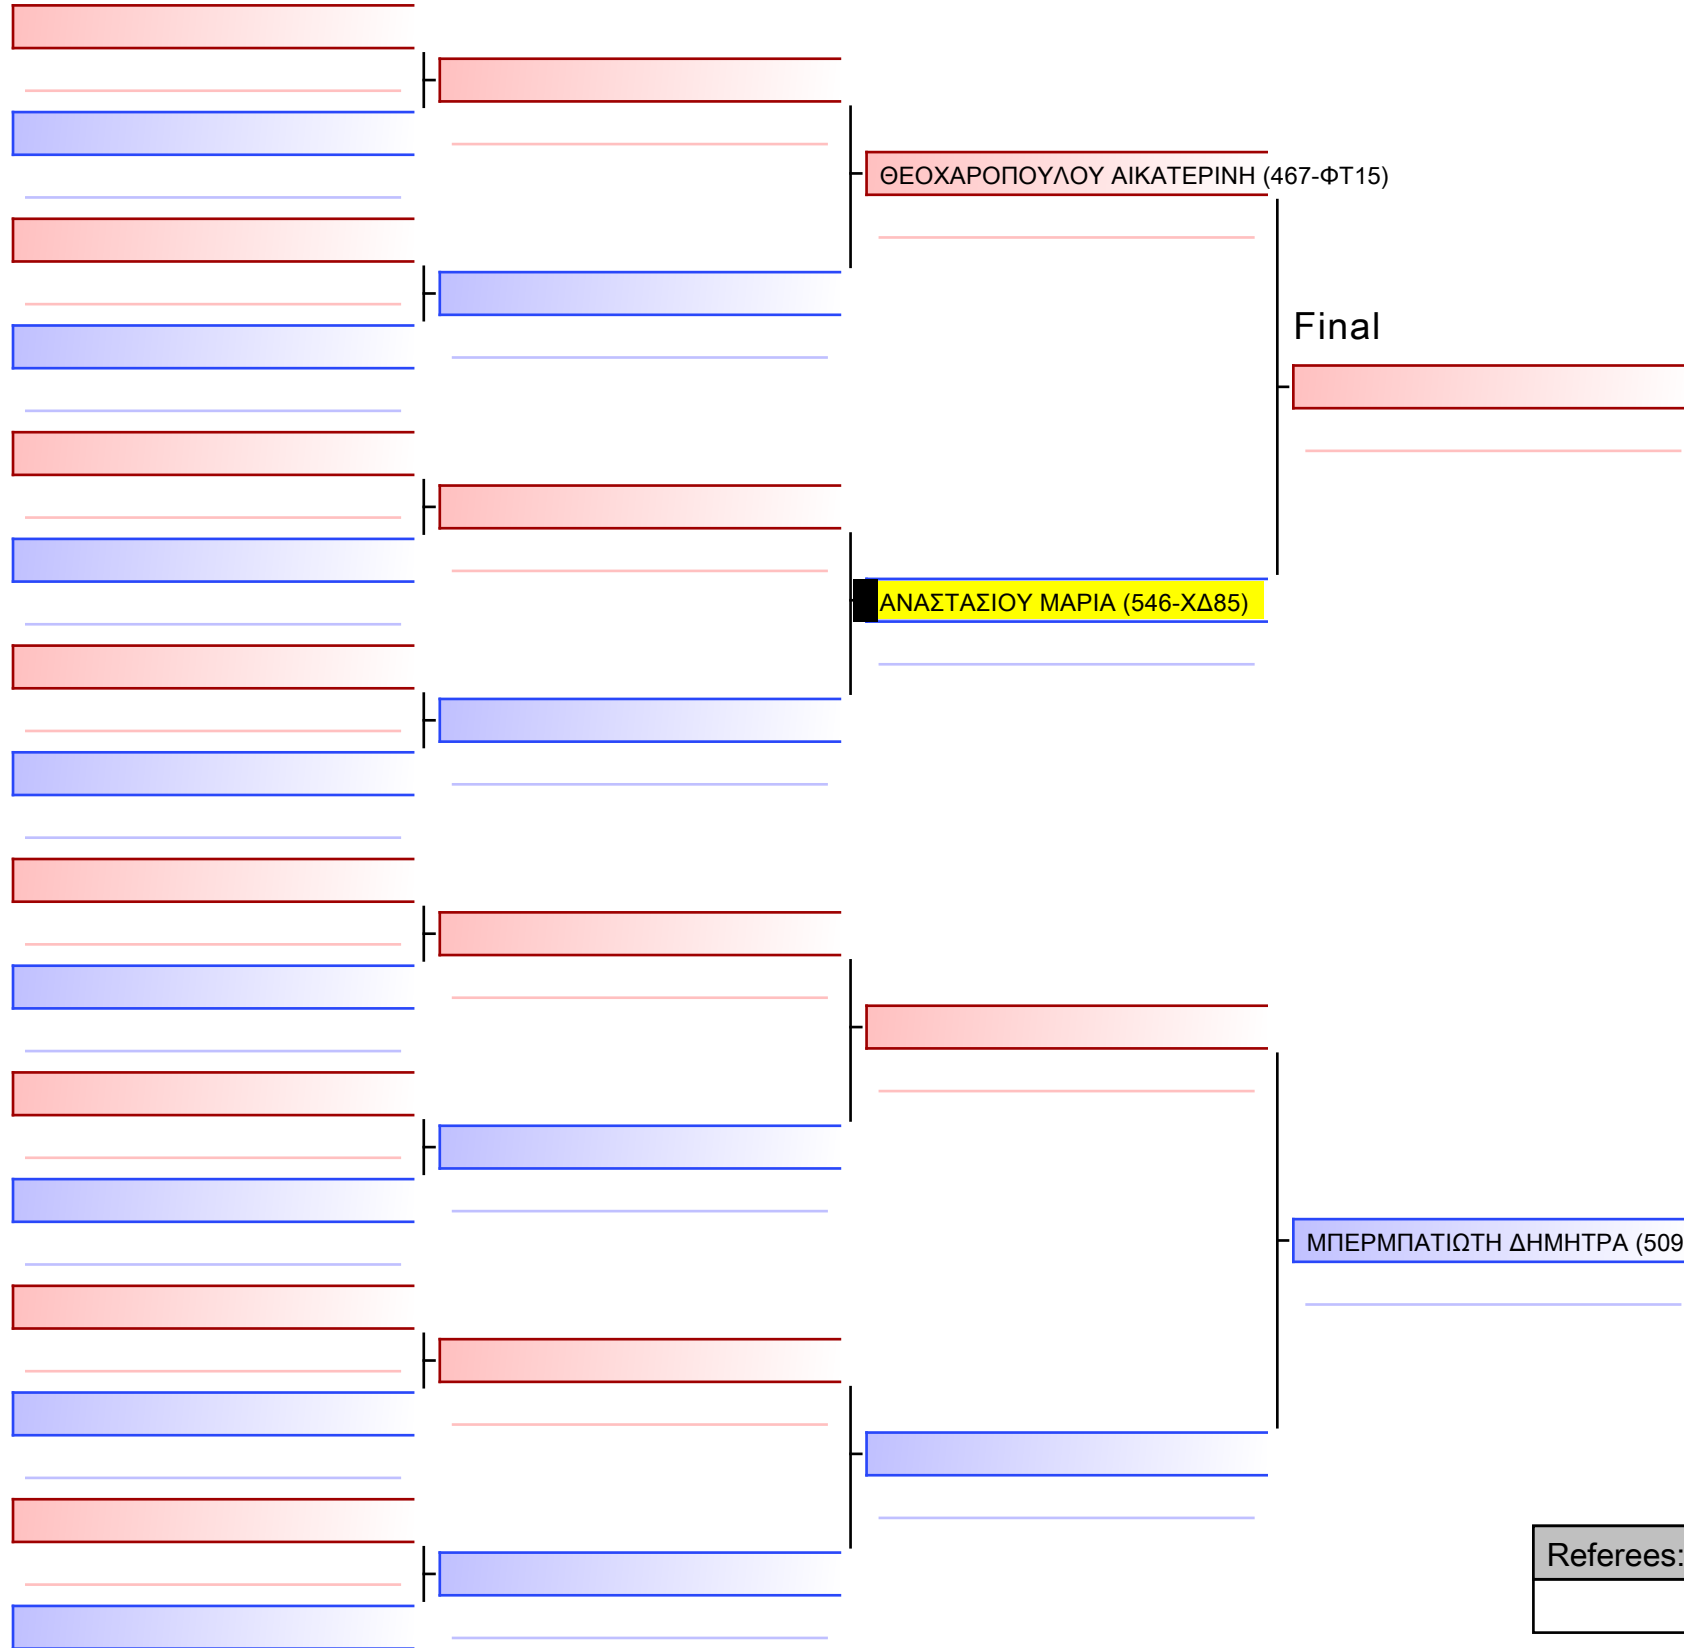 ΘΕΟΧΑΡΟΠΟΥΛΟΥ ΑΙΚΑΤΕΡΙΝΗ (467-ΦΤ15)
Final
ΑΝΑΣΤΑΣΙΟΥ ΜΑΡΙΑ (546-ΧΔ85)
ΜΠΕΡΜΠΑΤΙΩΤΗ ΔΗΜΗΤΡΑ (509
Referees: